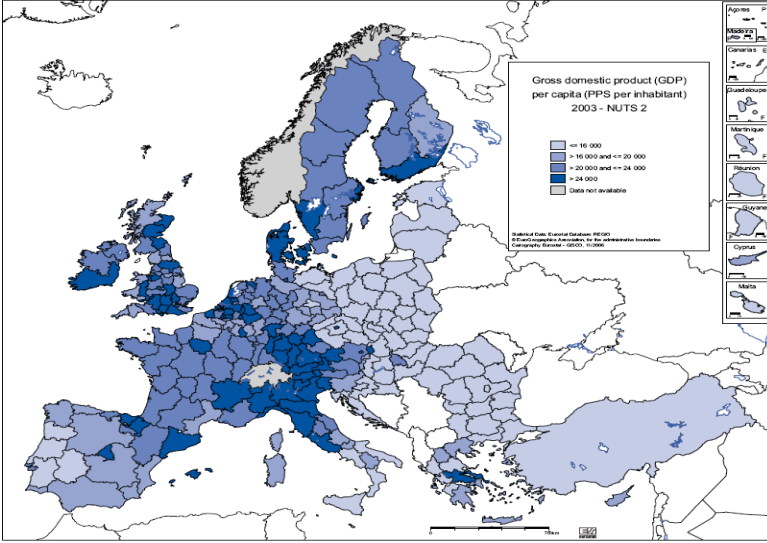 Gross domestic product (GDP)
per capita (PPS per inhabitant)
2003 - NUTS 2
<= 16 000
> 16 000 and <= 20 000
> 20 000 and <= 24 000
> 24 000
Data not available
Statistical Data: Eurostat Database: REGIO
© EuroGeographics Association, for the administrative boundaries
Cartography: Eurostat - GISCO, 11/2006
Açores P
Madeira
Canarias E
Guadeloupe
F
Martinique
F
Réunion
F
Guyane
F
Cyprus
Malta
eurostat